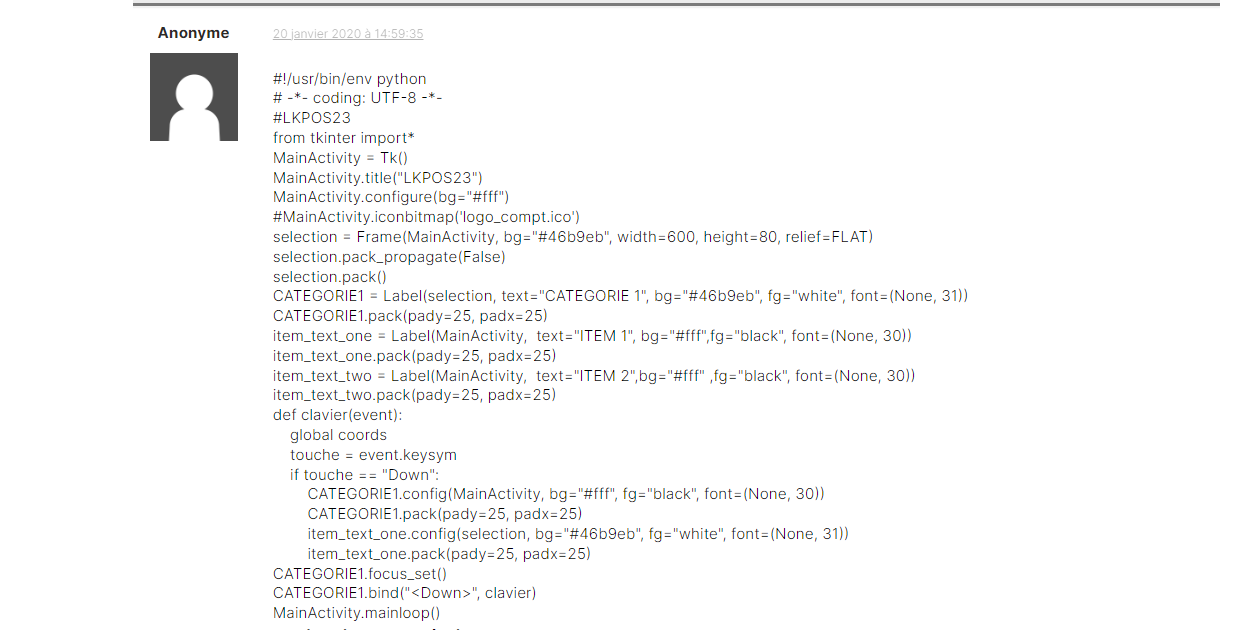 Anonyme
20 janvier 2020 à 14:59:35
#!/usr/bin/env python
# -*- coding: UTF-8 -*-
#LKPOS23
from tkinter import*
MainActivity = Tk()
MainActivity.title("LKPOS23")
MainActivity.configure(bg="#fff")
#MainActivity.iconbitmap('logo_compt.ico')
selection = Frame(MainActivity, bg="#46b9eb", width=600, height=80, relief=FLAT)
selection.pack_propagate(False)
selection.pack()
CATEGORIE1 = Label(selection, text="CATEGORIE 1", bg="#46b9eb", fg="white", font=(None, 31))
CATEGORIE1.pack(pady=25, padx=25)
item_text_one = Label(MainActivity,  text="ITEM 1", bg="#fff",fg="black", font=(None, 30))
item_text_one.pack(pady=25, padx=25)
item_text_two = Label(MainActivity,  text="ITEM 2",bg="#fff" ,fg="black", font=(None, 30))
item_text_two.pack(pady=25, padx=25)
def clavier(event):
    global coords
    touche = event.keysym
    if touche == "Down":
        CATEGORIE1.config(MainActivity, bg="#fff", fg="black", font=(None, 30))
        CATEGORIE1.pack(pady=25, padx=25)
        item_text_one.config(selection, bg="#46b9eb", fg="white", font=(None, 31))
        item_text_one.pack(pady=25, padx=25)
CATEGORIE1.focus_set()
CATEGORIE1.bind("<Down>", clavier)
MainActivity.mainloop()